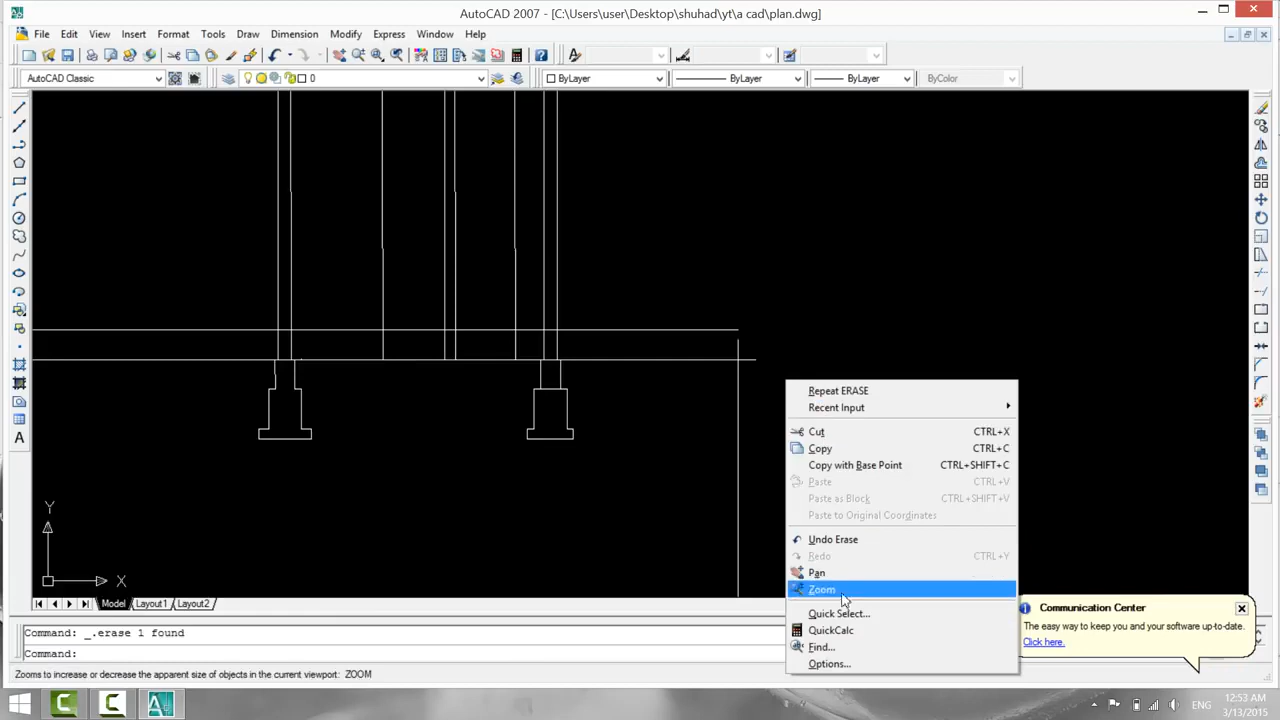 AutoCAD 2007 - [C:\Users\user\Desktop\shuhad\yt\a cad\plan.dwg]
File Edit View Insert Format Tools Draw Dimension Modify Express Window Help
AutoCAD Classic 0 ByLayer ByLayer ByLayer ByColor
Repeat ERASE
Recent Input
Cut CTRL+X
Copy CTRL+C
Copy with Base Point CTRL+SHIFT+C
Paste CTRL+V
Paste as Block CTRL+SHIFT+V
Paste to Original Coordinates
Undo Erase
Redo CTRL+Y
Pan
Zoom
Quick Select...
QuickCalc
Find...
Options...
Y
X
Model Layout1 Layout2
Communication Center
The easy way to keep you and your software up-to-date.
Click here.
Command: _.erase 1 found
Command:
Zooms to increase or decrease the apparent size of objects in the current viewport: ZOOM
ENG
12:53 AM
3/13/2015